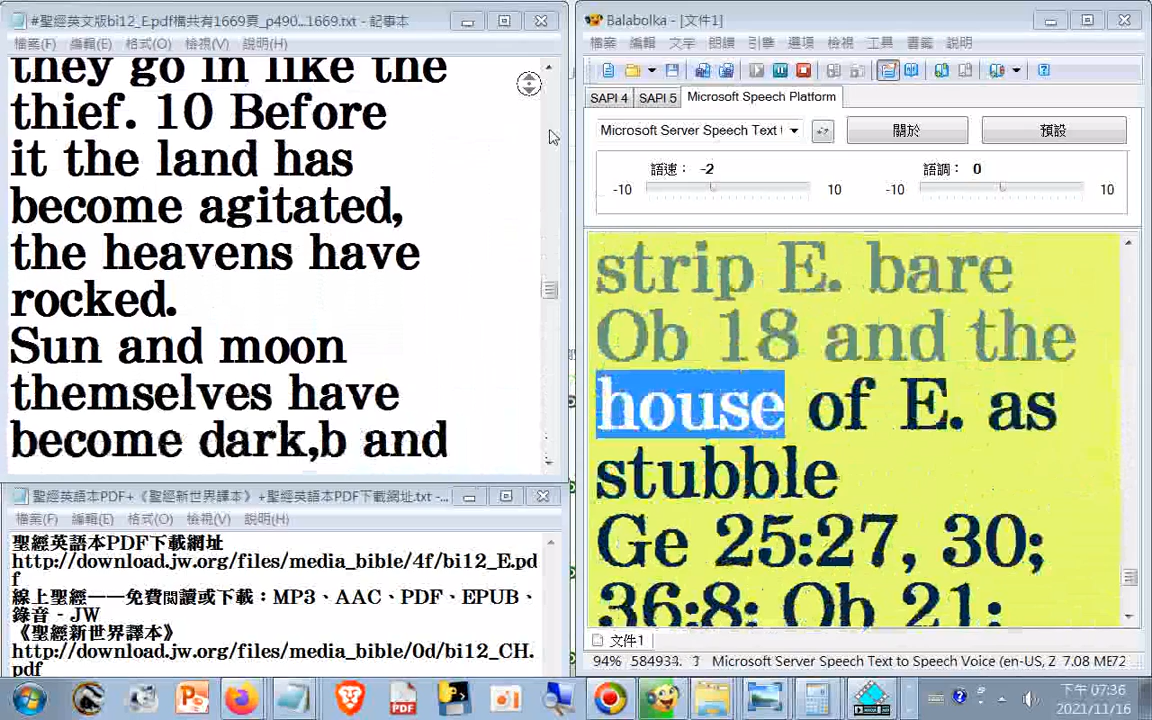 #聖經英文版bi12_E.pdf檔共有1669頁_p490...1669.txt - 記事本
檔案(F) 編輯(E) 格式(O) 檢視(V) 說明(H)
they go in like the
thief. 10 Before
it the land has
become agitated,
the heavens have
rocked.
Sun and moon
themselves have
become dark,b and
聖經英語本PDF+《聖經新世界譯本》+聖經英語本PDF下載網址.txt -...
檔案(F) 編輯(E) 格式(O) 檢視(V) 說明(H)
聖經英語本PDF下載網址
http://download.jw.org/files/media_bible/4f/bi12_E.pd
f
線上聖經——免費閱讀或下載：MP3、AAC、PDF、EPUB、
錄音 - JW
《聖經新世界譯本》
http://download.jw.org/files/media_bible/0d/bi12_CH.
pdf
Balabolka - [文件1]
檔案 編輯 文字 朗讀 引擎 選項 檢視 工具 書籤 說明
SAPI 4 SAPI 5 Microsoft Speech Platform
Microsoft Server Speech Text 關於 預設
語速： -2 語調： 0
-10 10 -10 10
strip E. bare
Ob 18 and the
house of E. as
stubble
Ge 25:27, 30;
36:8; Ob 21;
文件1
94% Microsoft Server Speech Text to Speech Voice (en-US, Z 7.08 ME
下午 07:36
2021/11/16